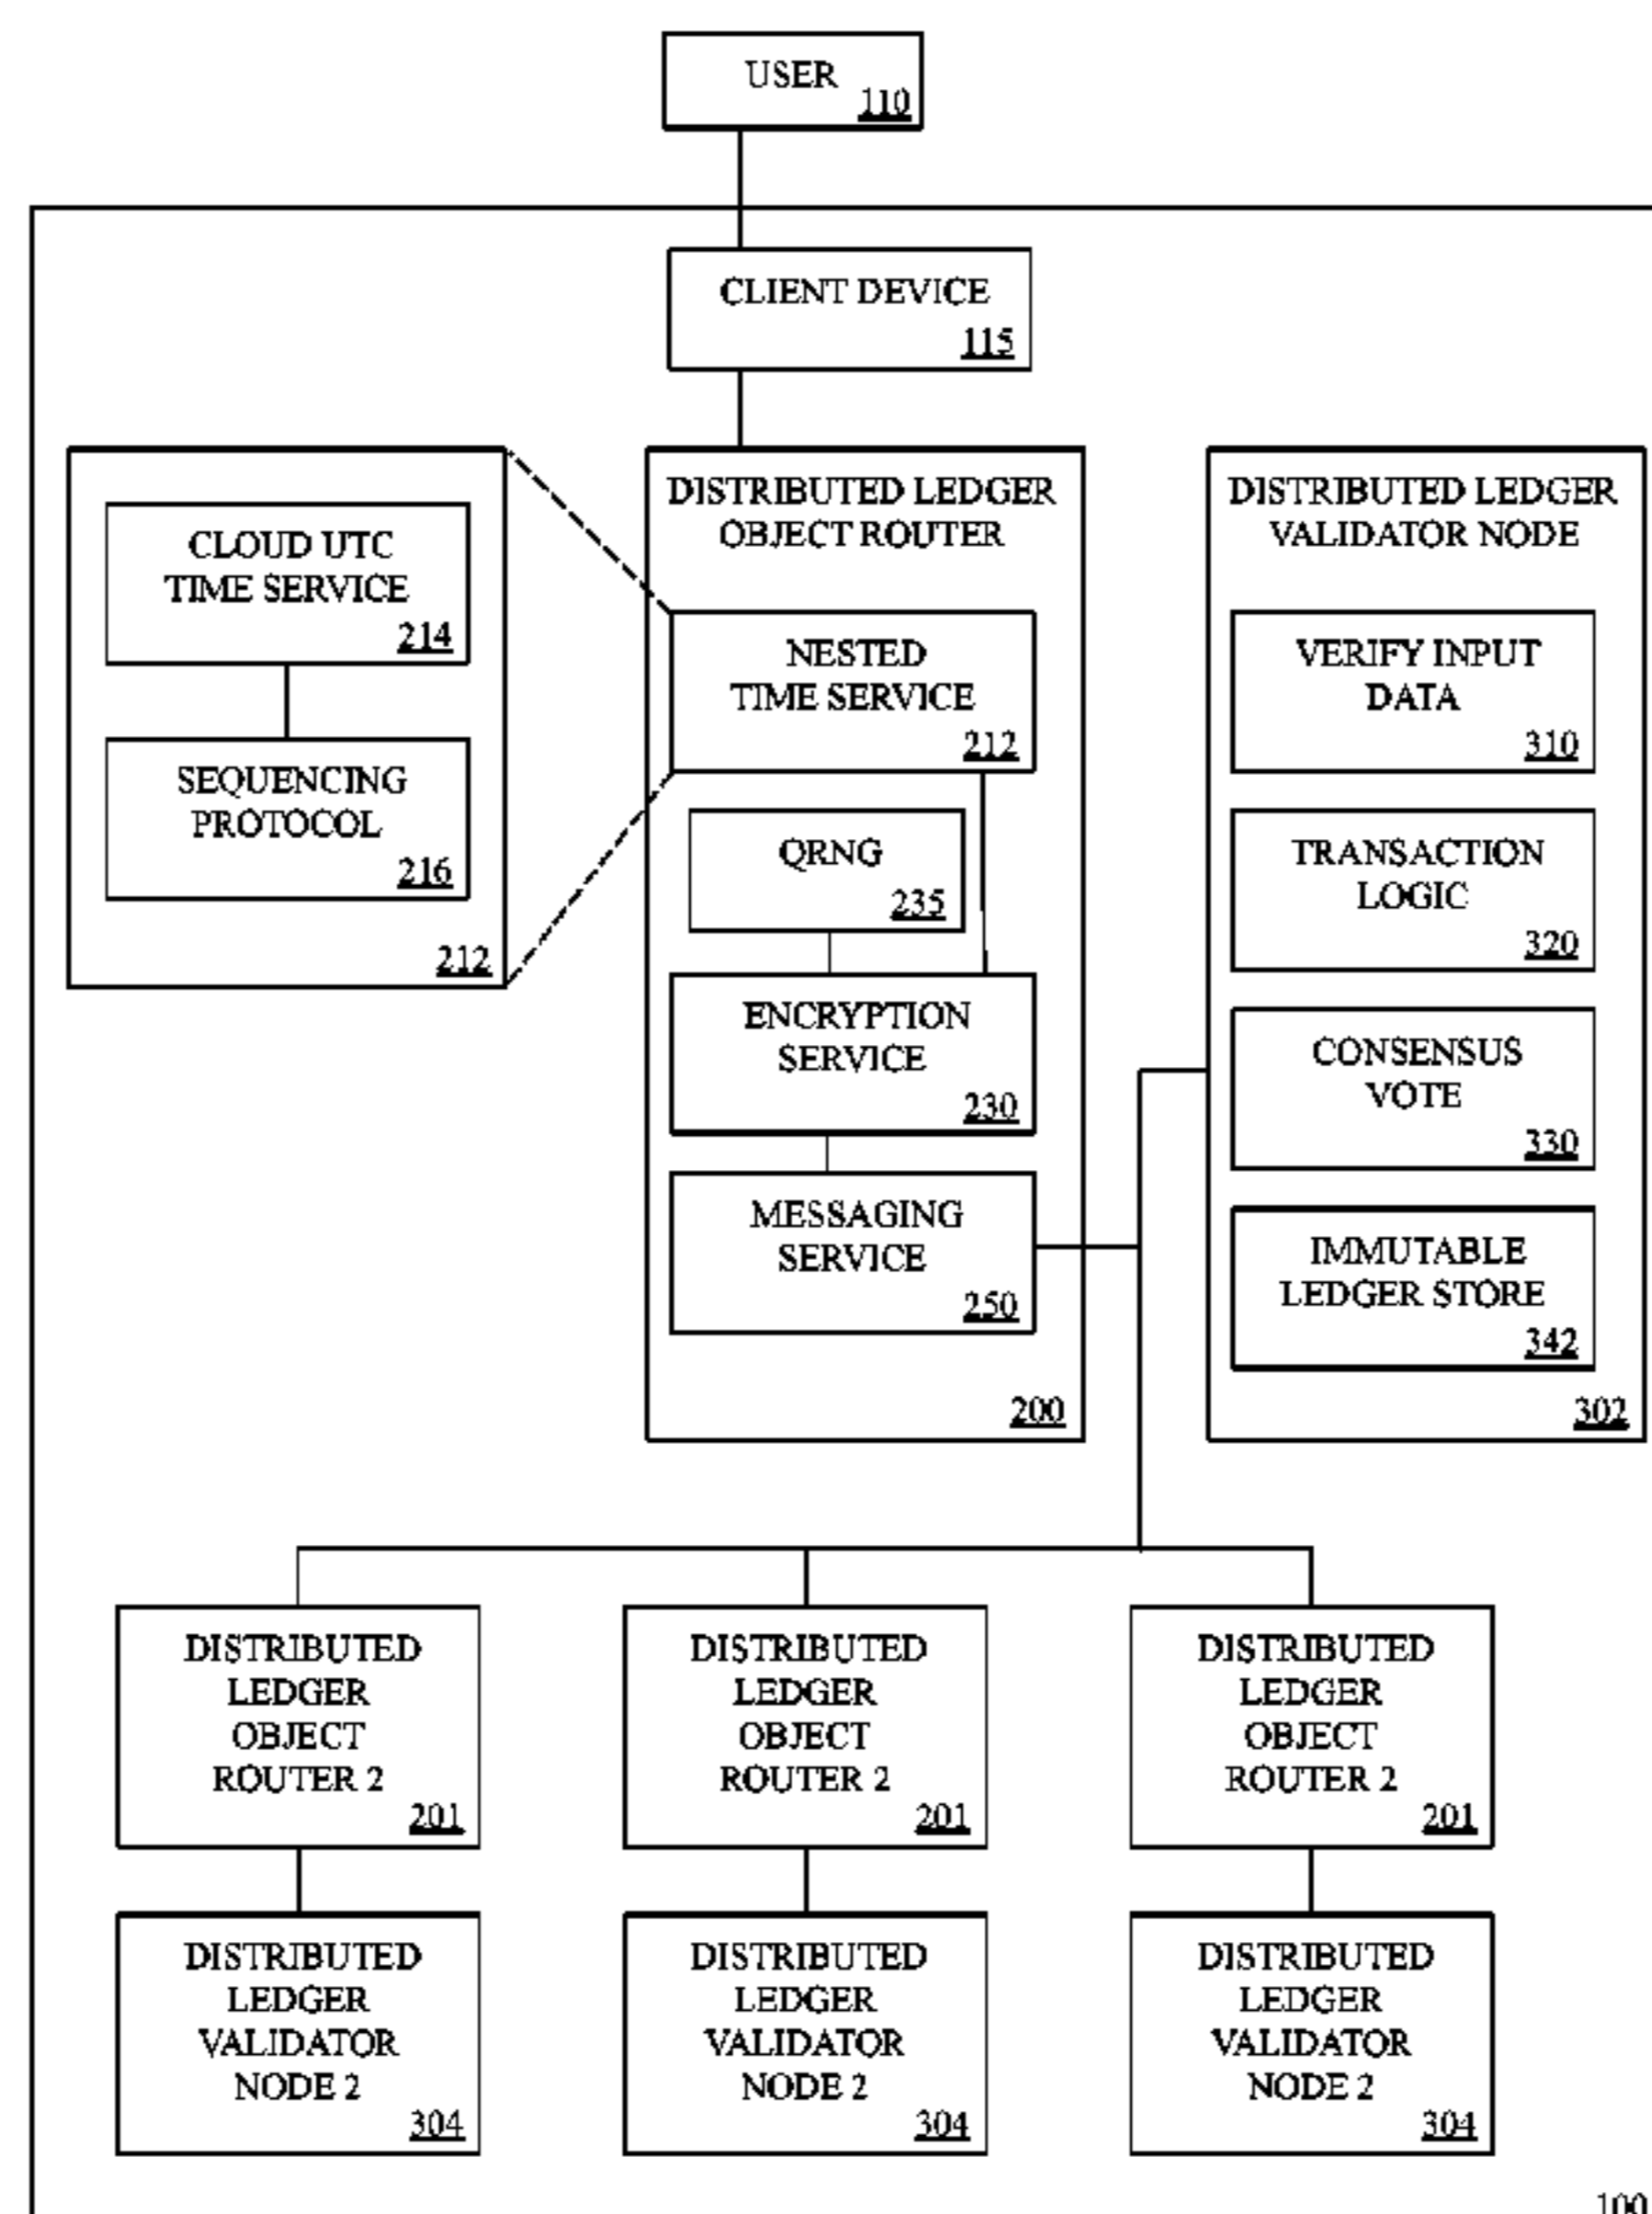 USER
110
CLIENT DEVICE
115
CLOUD UTC
TIME SERVICE
214
SEQUENCING
PROTOCOL
216
212
DISTRIBUTED LEDGER
OBJECT ROUTER
NESTED
TIME SERVICE
212
QRNG
235
ENCRYPTION
SERVICE
230
MESSAGING
SERVICE
250
200
DISTRIBUTED LEDGER
VALIDATOR NODE
VERIFY INPUT
DATA
310
TRANSACTION
LOGIC
320
CONSENSUS
VOTE
330
IMMUTABLE
LEDGER STORE
342
302
DISTRIBUTED
LEDGER
OBJECT
ROUTER 2
201
DISTRIBUTED
LEDGER
OBJECT
ROUTER 2
201
DISTRIBUTED
LEDGER
OBJECT
ROUTER 2
201
DISTRIBUTED
LEDGER
VALIDATOR
NODE 2
304
DISTRIBUTED
LEDGER
VALIDATOR
NODE 2
304
DISTRIBUTED
LEDGER
VALIDATOR
NODE 2
304
100